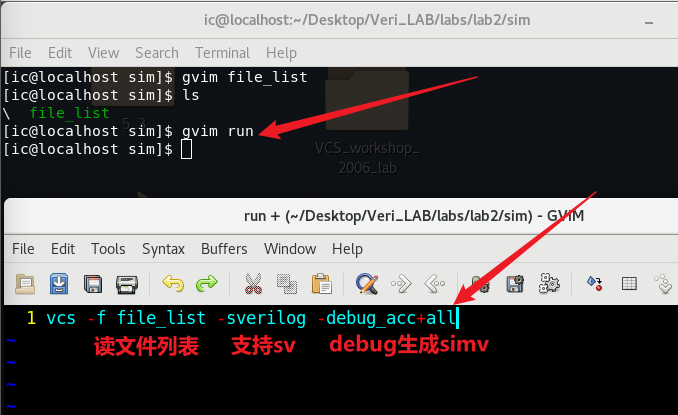 ic@localhost:~/Desktop/Veri_LAB/labs/lab2/sim
File Edit View Search Terminal Help
[ic@localhost sim]$ gvim file_list
[ic@localhost sim]$ ls
\ file_list
[ic@localhost sim]$ gvim run
[ic@localhost sim]$
5_3
VCS_workshop_
2006_lab
run + (~/Desktop/Veri_LAB/labs/lab2/sim) - GVIM
File Edit Tools Syntax Buffers Window Help
1 vcs -f file_list -sverilog -debug_acc+all
~ 读文件列表 支持sv debug生成simv
~
~
~